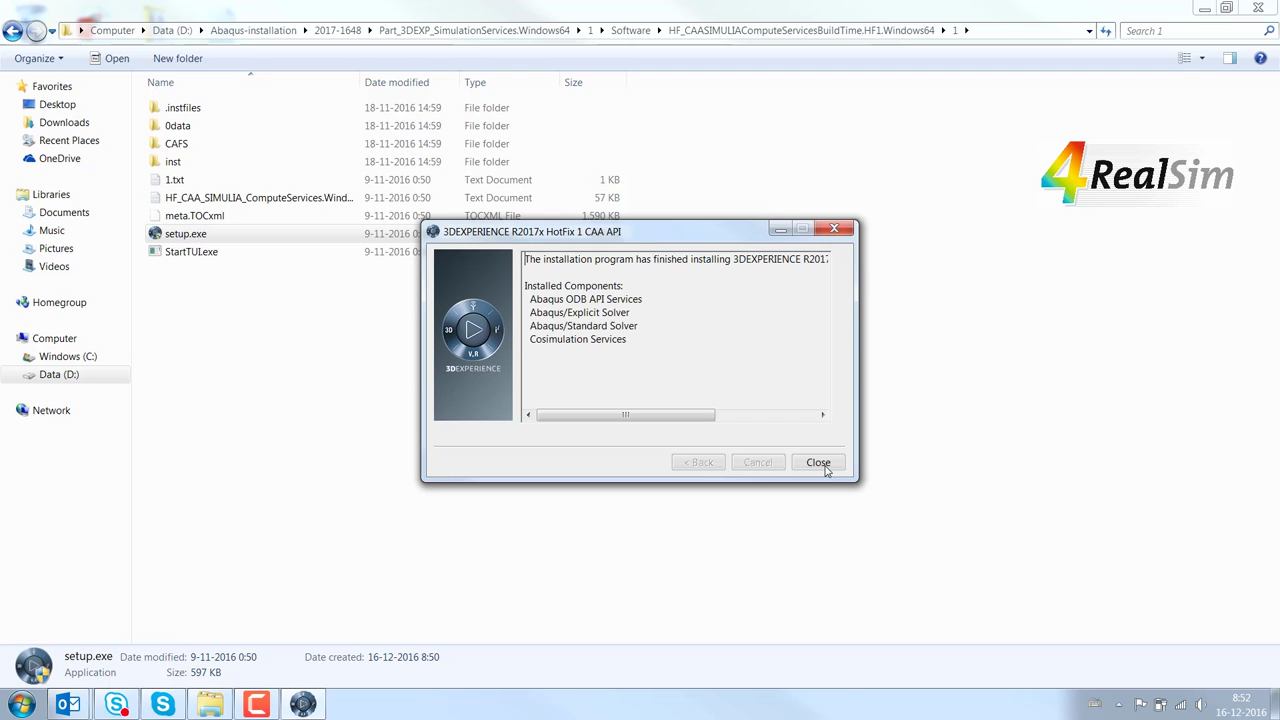 Computer
Data (D:)
Abaqus-installation
2017-1648
Part_3DEXP_SimulationServices.Windows64
1
Software
HF_CAASIMULIAComputeServicesBuildTime.HF1.Windows64
1
Search 1
Organize
Open
New folder
Name
Date modified
Type
Size
Favorites
Desktop
Downloads
Recent Places
OneDrive
Libraries
Documents
Music
Pictures
Videos
Homegroup
Computer
Windows (C:)
Data (D:)
Network
.instfiles 18-11-2016 14:59 File folder
0data 18-11-2016 14:59 File folder
CAFS 18-11-2016 14:59 File folder
inst 18-11-2016 14:59 File folder
1.txt 9-11-2016 0:50 Text Document 1 KB
HF_CAA_SIMULIA_ComputeServices.Wind... 9-11-2016 0:50 Text Document 57 KB
meta.TOCxml 9-11-2016 0:50 TOCXML File 1.590 KB
setup.exe 9-11-2016 0:50
StartTUI.exe 9-11-2016 0:50
4RealSim
3DEXPERIENCE R2017x HotFix 1 CAA API
The installation program has finished installing 3DEXPERIENCE R2017
Installed Components:
Abaqus ODB API Services
Abaqus/Explicit Solver
Abaqus/Standard Solver
Cosimulation Services
3D
V.R
3DEXPERIENCE
< Back
Cancel
Close
setup.exe Date modified: 9-11-2016 0:50 Date created: 16-12-2016 8:50
Application Size: 597 KB
8:52
16-12-2016